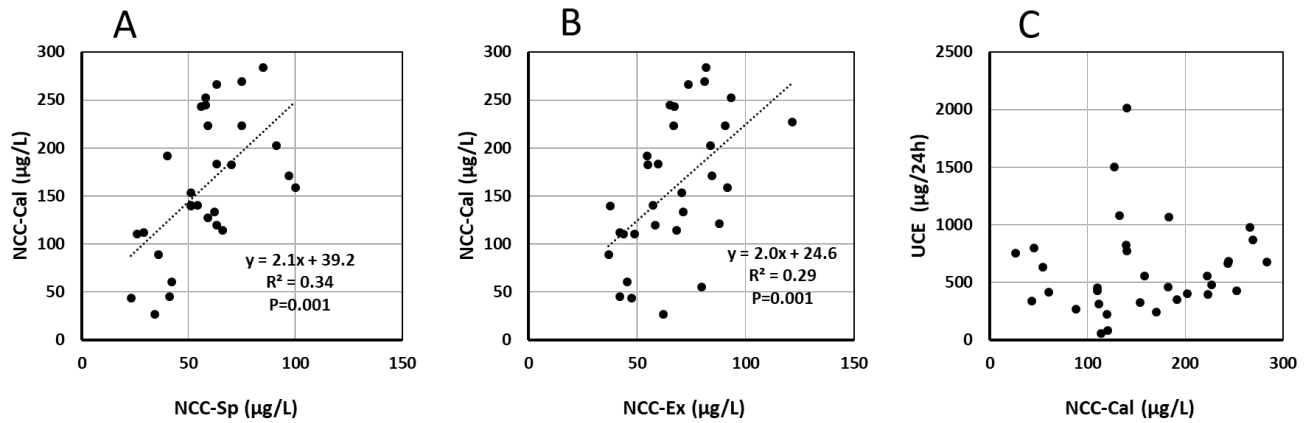 A
300
250
200
150
100
50
0
NCC-Cal (µg/L)
y = 2.1x + 39.2
R² = 0.34
P=0.001
0 50 100 150
NCC-Sp (µg/L)
B
300
250
200
150
100
50
0
NCC-Cal (µg/L)
y = 2.0x + 24.6
R² = 0.29
P=0.001
0 50 100 150
NCC-Ex (µg/L)
C
2500
2000
1500
1000
500
0
UCE (µg/24h)
0 100 200 300
NCC-Cal (µg/L)